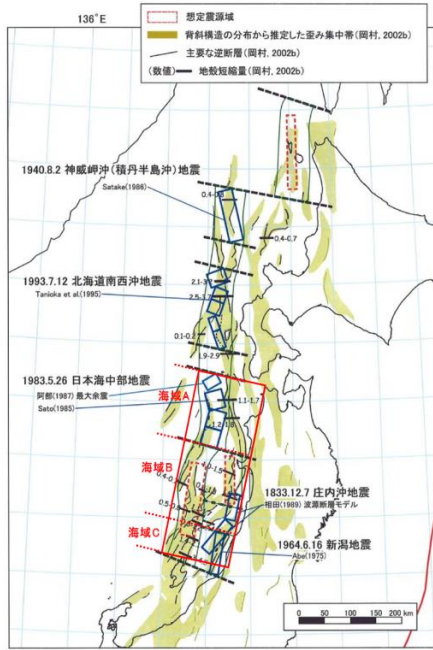 136°E
想定震源域
背斜構造の分布から推定した歪み集中帯(岡村, 2002b)
主要な逆断層(岡村, 2002b)
(数値) 地殻短縮量(岡村, 2002b)
1940.8.2 神威岬沖(積丹半島沖)地震
Satake(1986)
0.4-0.7
1993.7.12 北海道南西沖地震
Tanioka et al.(1995)
0.1-0.2
1.9-2.9
1983.5.26 日本海中部地震
阿部(1987) 最大余震
Sato(1985)
海域A
1.1-1.7
海域B
1833.12.7 庄内沖地震
相田(1989) 波源断層モデル
海域C
1964.6.16 新潟地震
Abe(1975)
0 50 100 150 200 km